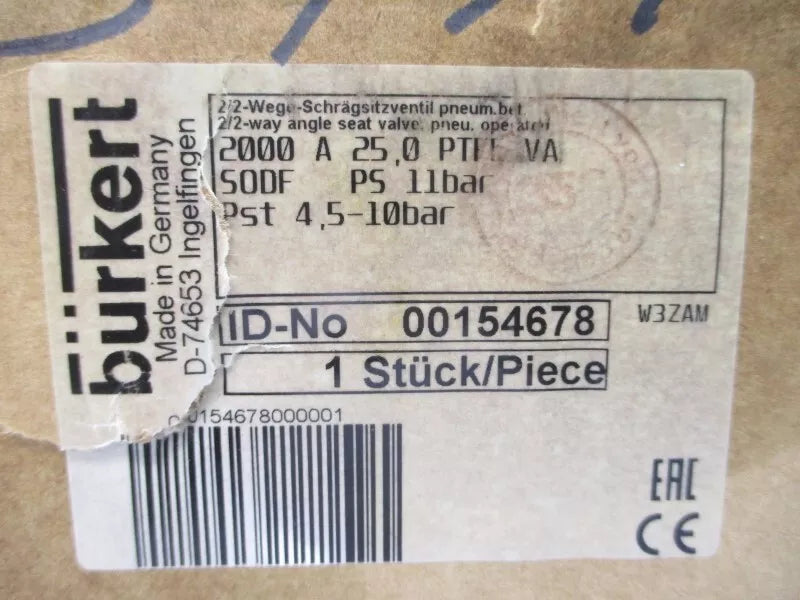 bürkert
Made in Germany
D-74653 Ingelfingen
2/2-Wege-Schrägsitzventil pneum.bet.
2/2-way angle seat valve, pneu. operated
2000 A 25,0 PTFE VA
SODF PS 11bar
Pst 4,5-10bar
ID-No 00154678
W3ZAM
1 Stück/Piece
0154678000001
EAC
CE